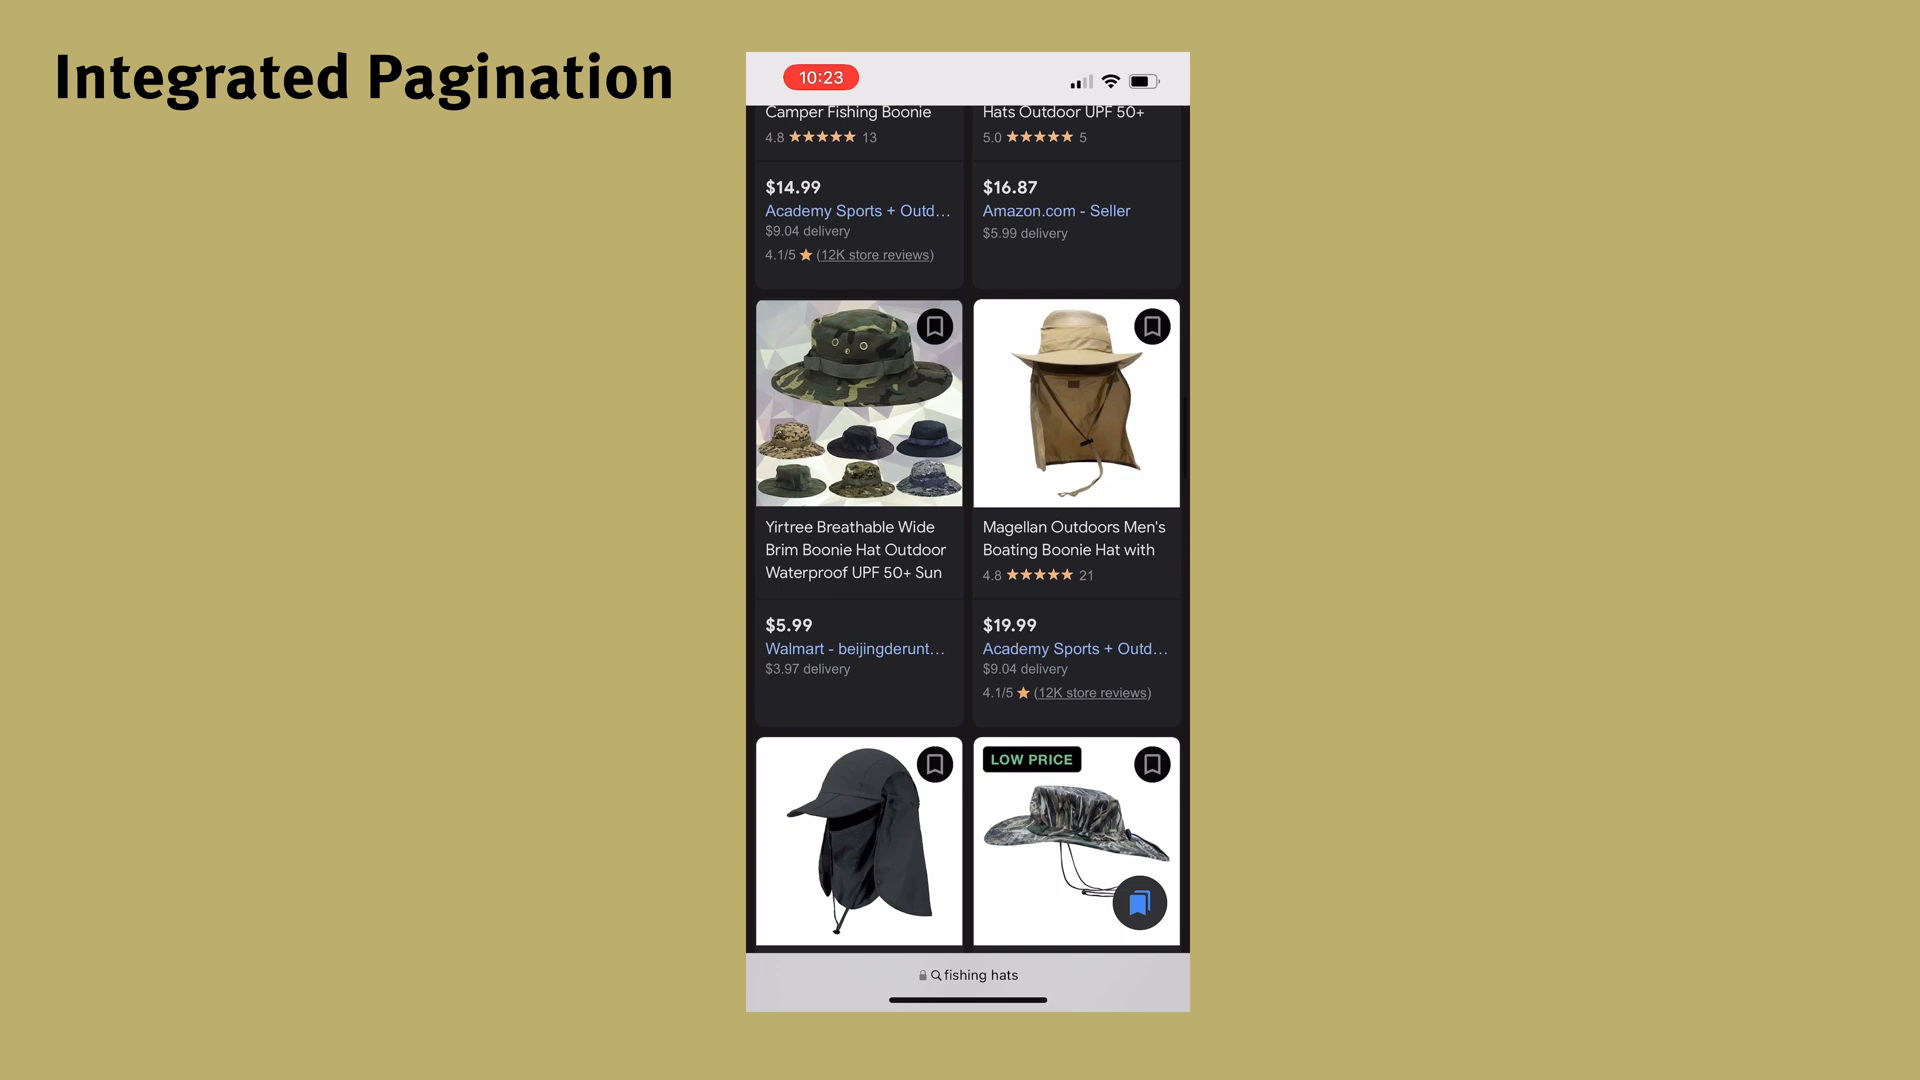 Integrated Pagination
10:23
Camper Fishing Boonie
4.8 ★★★★★ 13
$14.99
Academy Sports + Outd…
$9.04 delivery
4.1/5 ★ (12K store reviews)
Hats Outdoor UPF 50+
5.0 ★★★★★ 5
$16.87
Amazon.com - Seller
$5.99 delivery
Yirtree Breathable Wide
Brim Boonie Hat Outdoor
Waterproof UPF 50+ Sun
$5.99
Walmart - beijingderunt…
$3.97 delivery
Magellan Outdoors Men's
Boating Boonie Hat with
4.8 ★★★★★ 21
$19.99
Academy Sports + Outd…
$9.04 delivery
4.1/5 ★ (12K store reviews)
LOW PRICE
fishing hats